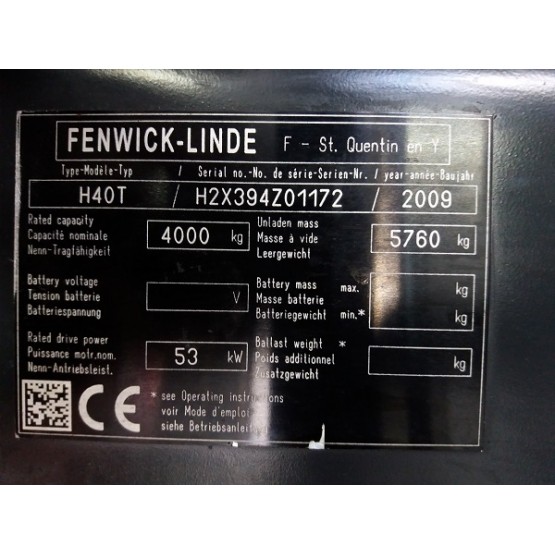 FENWICK-LINDE F - St. Quentin en Y
Type-Modèle-Typ / Serial no.-No. de série-Serien-Nr. / year-année-Baujahr
H40T / H2X394Z01172 / 2009
Rated capacity
Capacité nominale
Nenn-Tragfähigkeit
4000 kg
Unladen mass
Masse à vide
Leergewicht
5760 kg
Battery voltage
Tension batterie
Batteriespannung
V
Battery mass max.
Masse batterie
Batteriegewicht min.*
kg
kg
Rated drive power
Puissance motr.nom.
Nenn-Antriebsleist.
53 kW
Ballast weight *
Poids additionnel
Zusatzgewicht
kg
CE
* see Operating instructions
voir Mode d'emploi
siehe Betriebsanleitung